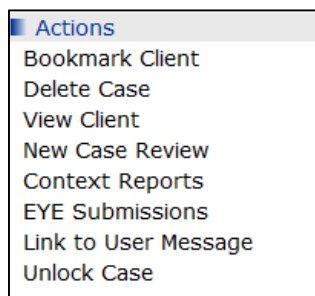 Actions
Bookmark Client
Delete Case
View Client
New Case Review
Context Reports
EYE Submissions
Link to User Message
Unlock Case